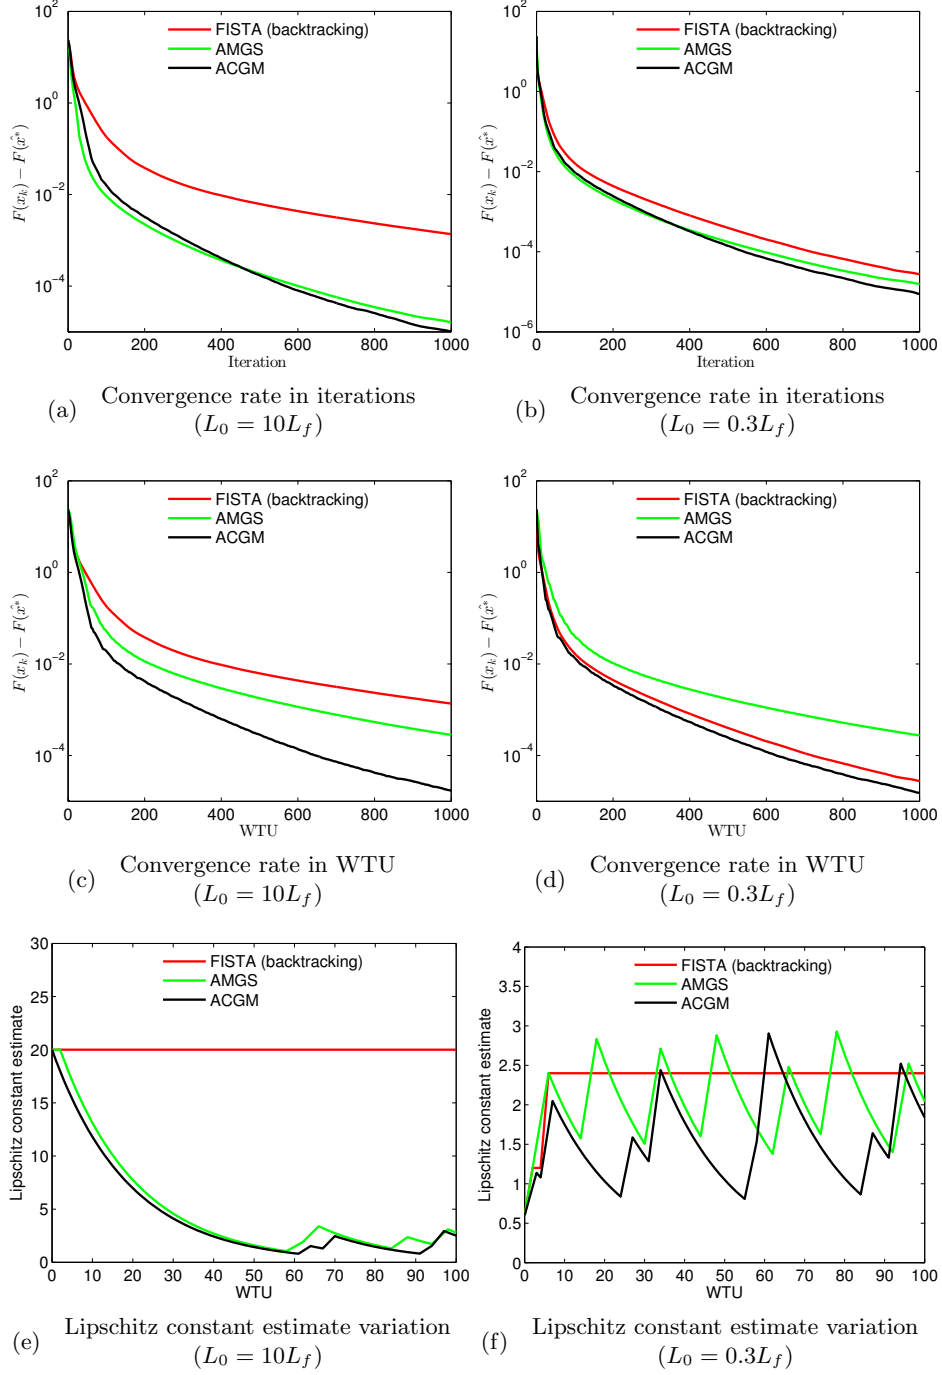 10^2
10^0
10^{-2}
10^{-4}
F(x_k) − F(\hat{x^*})
FISTA (backtracking)
AMGS
ACGM
0 200 400 600 800 1000
Iteration
(a) Convergence rate in iterations
(L_0 = 10L_f)
10^2
10^0
10^{-2}
10^{-4}
10^{-6}
F(x_k) − F(\hat{x^*})
FISTA (backtracking)
AMGS
ACGM
0 200 400 600 800 1000
Iteration
(b) Convergence rate in iterations
(L_0 = 0.3L_f)
10^2
10^0
10^{-2}
10^{-4}
F(x_k) − F(\hat{x^*})
FISTA (backtracking)
AMGS
ACGM
0 200 400 600 800 1000
WTU
(c) Convergence rate in WTU
(L_0 = 10L_f)
10^2
10^0
10^{-2}
10^{-4}
F(x_k) − F(\hat{x^*})
FISTA (backtracking)
AMGS
ACGM
0 200 400 600 800 1000
WTU
(d) Convergence rate in WTU
(L_0 = 0.3L_f)
30
25
20
15
10
5
0
Lipschitz constant estimate
FISTA (backtracking)
AMGS
ACGM
0 10 20 30 40 50 60 70 80 90 100
WTU
(e) Lipschitz constant estimate variation
(L_0 = 10L_f)
4
3.5
3
2.5
2
1.5
1
0.5
0
Lipschitz constant estimate
FISTA (backtracking)
AMGS
ACGM
0 10 20 30 40 50 60 70 80 90 100
WTU
(f) Lipschitz constant estimate variation
(L_0 = 0.3L_f)